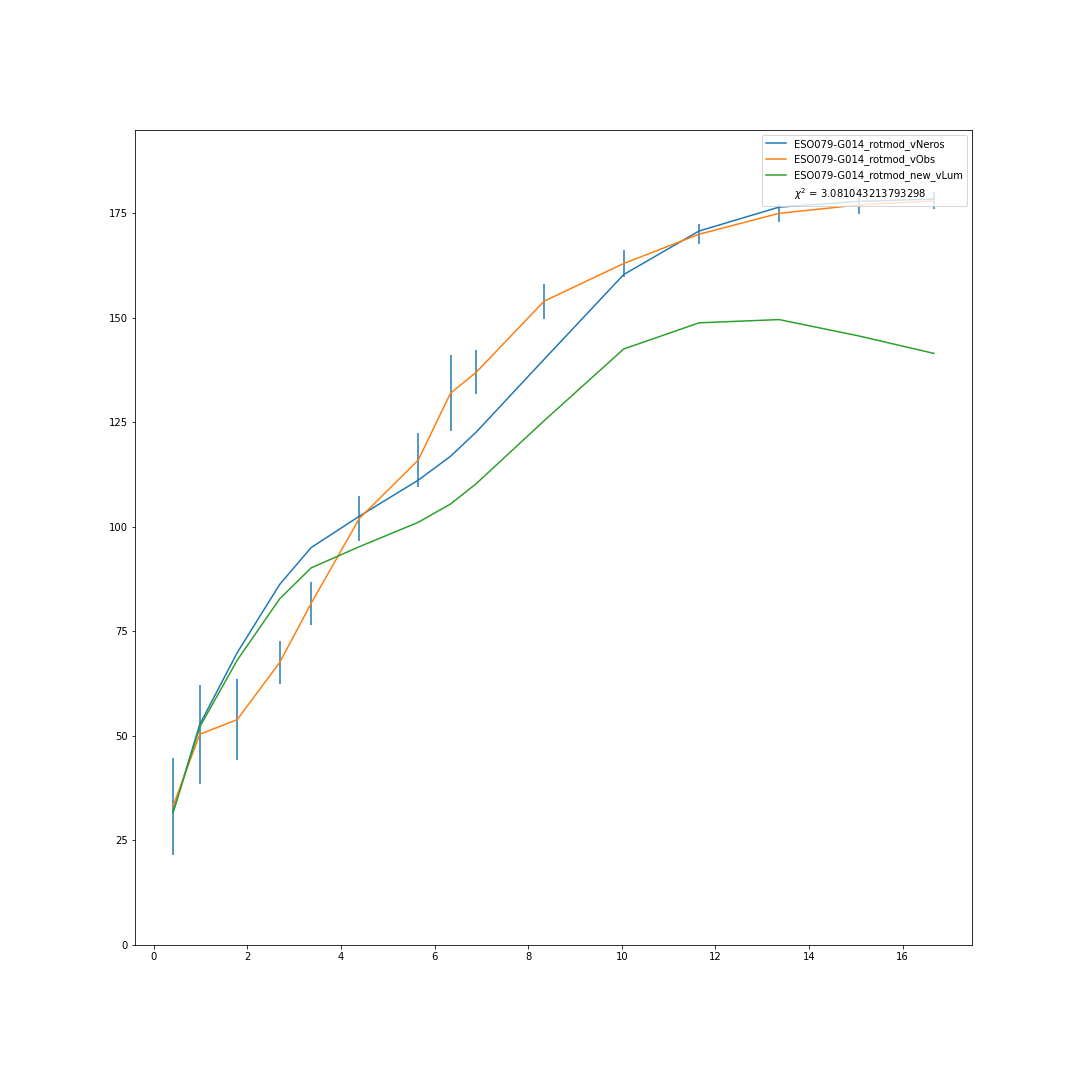 ESO079-G014_rotmod_vNeros
ESO079-G014_rotmod_vObs
ESO079-G014_rotmod_new_vLum
χ² = 3.081043213793298
175
150
125
100
75
50
25
0
0 2 4 6 8 10 12 14 16